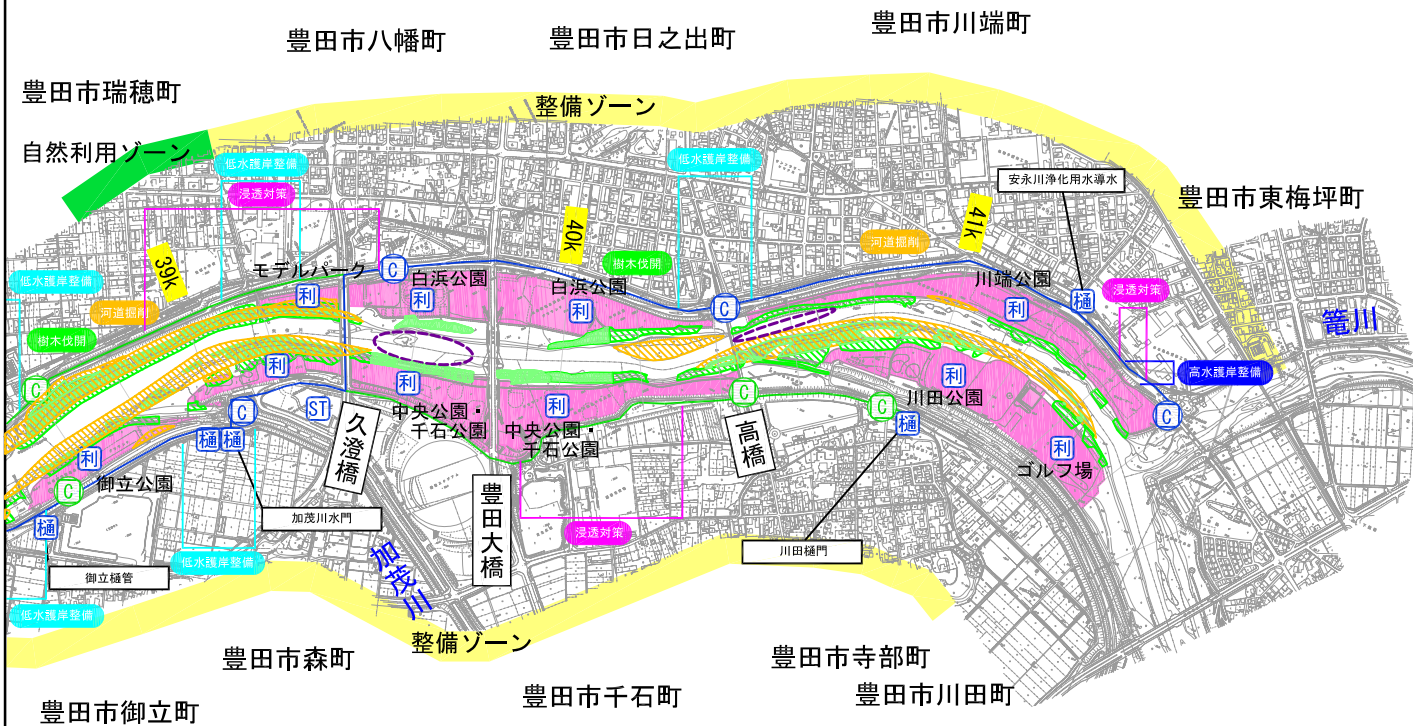 豊田市川端町
豊田市八幡町
豊田市日之出町
豊田市瑞穂町
整備ゾーン
自然利用ゾーン
低水護岸整備
低水護岸整備
安永川浄化用水導水
浸透対策
豊田市東梅坪町
40k
41k
河道掘削
樹木伐開
39k
モデルパーク
C
白浜公園
白浜公園
川端公園
低水護岸整備
利
利
利
C
利
樋
浸透対策
河道掘削
篭川
樹木伐開
利
高水護岸整備
C
利
利
C
C
利
川田公園
C
C
ST
中央公園・
千石公園
利
中央公園・
千石公園
樋
樋
樋
久澄橋
高橋
利
利
ゴルフ場
C
御立公園
豊田大橋
加茂川水門
樋
浸透対策
川田樋門
低水護岸整備
御立樋管
加茂川
低水護岸整備
整備ゾーン
豊田市森町
豊田市寺部町
豊田市千石町
豊田市川田町
豊田市御立町